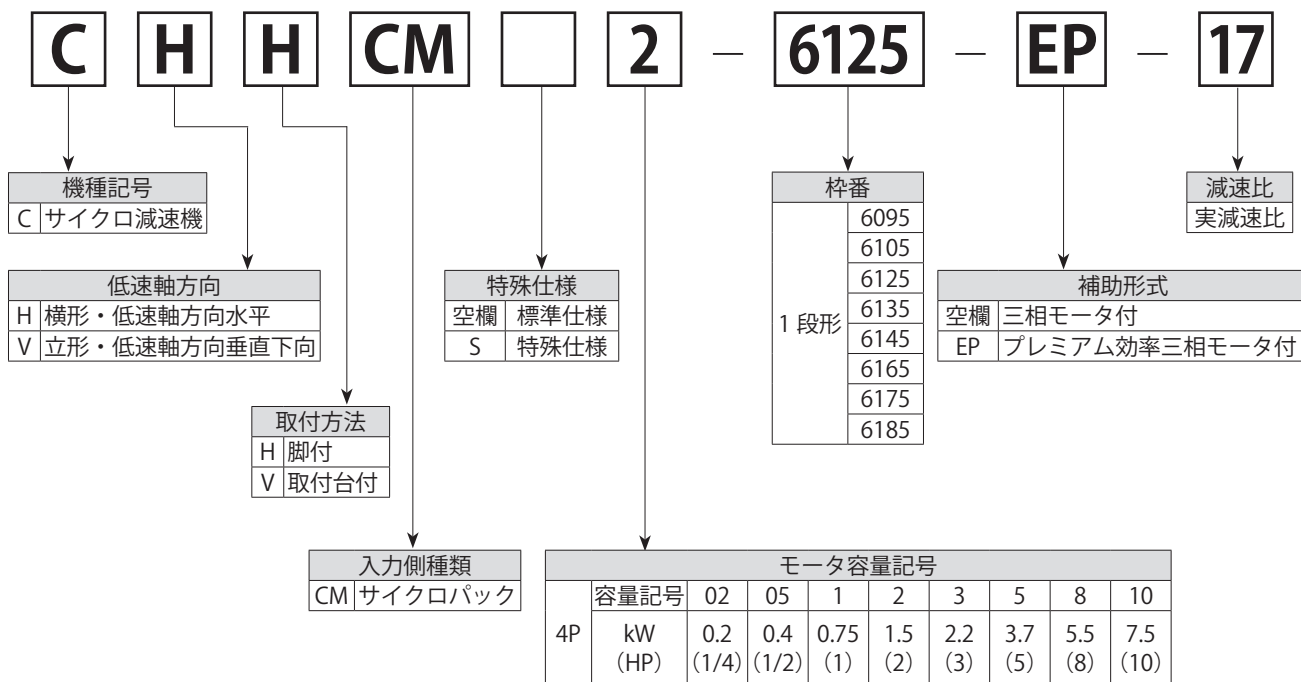 C H H CM 2 － 6125 － EP － 17
機種記号
C サイクロ減速機
低速軸方向
H 横形・低速軸方向水平
V 立形・低速軸方向垂直下向
取付方法
H 脚付
V 取付台付
入力側種類
CM サイクロパック
特殊仕様
空欄 標準仕様
S 特殊仕様
モータ容量記号
容量記号 02 05 1 2 3 5 8 10
4P kW 0.2 0.4 0.75 1.5 2.2 3.7 5.5 7.5
（HP） (1/4) (1/2) (1) (2) (3) (5) (8) (10)
枠番
1 段形
6095
6105
6125
6135
6145
6165
6175
6185
補助形式
空欄 三相モータ付
EP プレミアム効率三相モータ付
減速比
実減速比